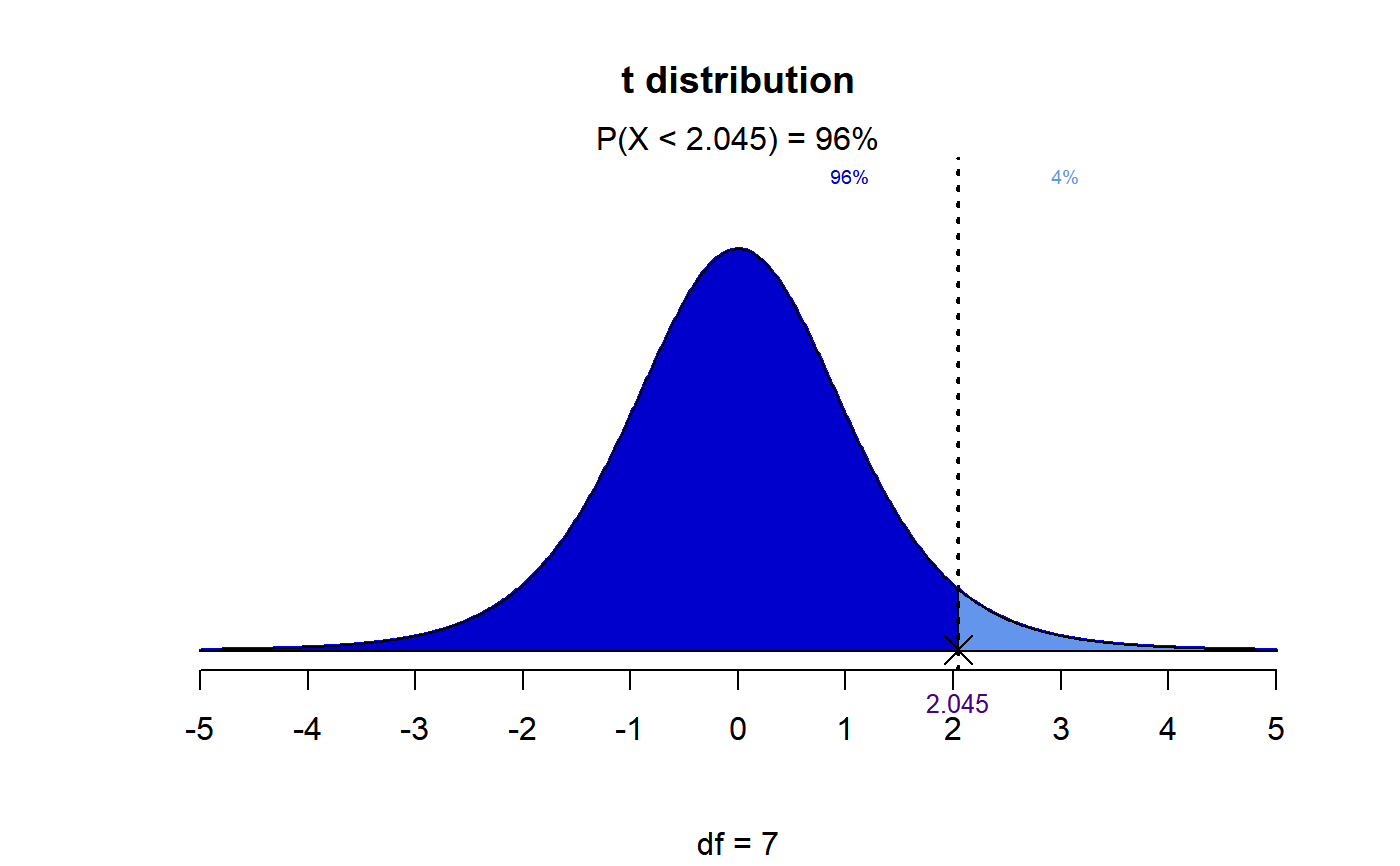 t distribution
P(X < 2.045) = 96%
96% 4%
2.045
-5 -4 -3 -2 -1 0 1 2 3 4 5
df = 7